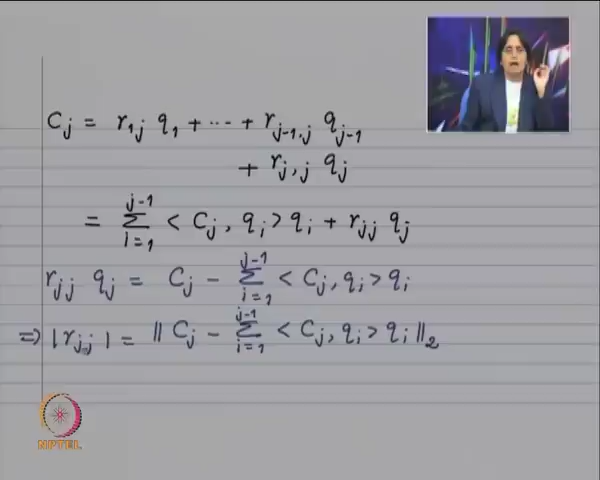 C_j = r_{1j} q_1 + ... + r_{j-1,j} q_{j-1}
+ r_{j,j} q_j
= Σ_{i=1}^{j-1} < C_j, q_i > q_i + r_{jj} q_j
r_{jj} q_j = C_j - Σ_{i=1}^{j-1} < C_j, q_i > q_i
⇒ |r_{jj}| = || C_j - Σ_{i=1}^{j-1} < C_j, q_i > q_i ||_2
NPTEL